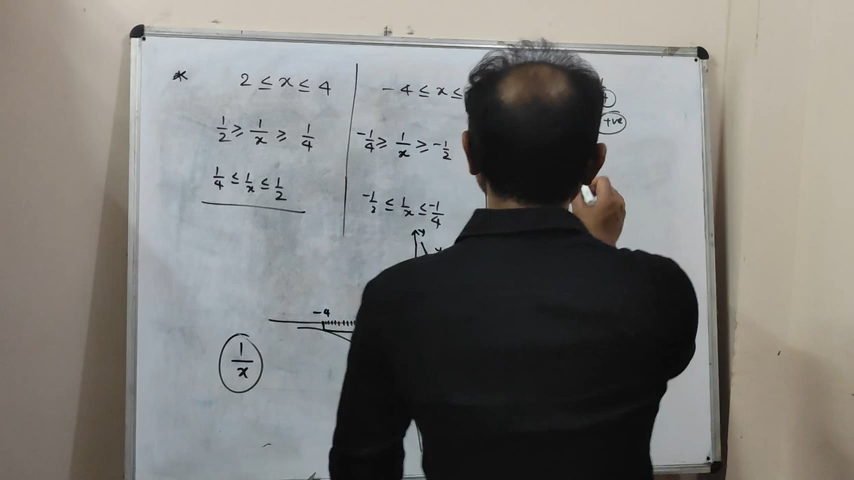 * 2 ≤ x ≤ 4
1/2 ≥ 1/x ≥ 1/4
1/4 ≤ 1/x ≤ 1/2
-4 ≤ x ≤
-1/4 ≥ 1/x ≥ -1/2
-1/2 ≤ 1/x ≤ -1/4
+ve
y
-4
1/x